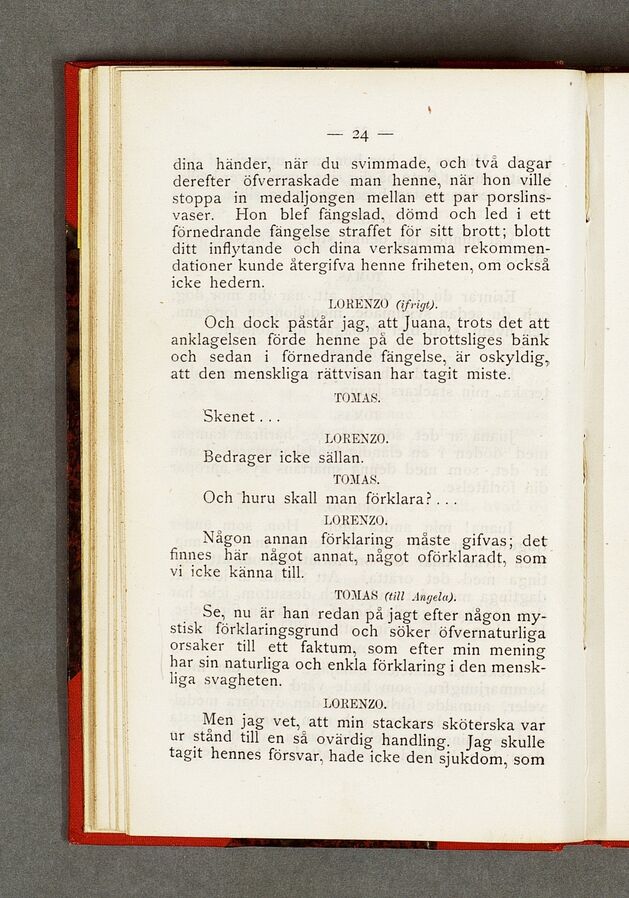 — 24 —
dina händer, när du svimmade, och två dagar
derefter öfverraskade man henne, när hon ville
stoppa in medaljongen mellan ett par porslins-
vaser. Hon blef fängslad, dömd och led i ett
förnedrande fängelse straffet för sitt brott; blott
ditt inflytande och dina verksamma rekommen-
dationer kunde återgifva henne friheten, om också
icke hedern.
LORENZO (ifrigt).
Och dock påstår jag, att Juana, trots det att
anklagelsen förde henne på de brottsliges bänk
och sedan i förnedrande fängelse, är oskyldig,
att den menskliga rättvisan har tagit miste.
TOMAS.
Skenet . . .
LORENZO.
Bedrager icke sällan.
TOMAS.
Och huru skall man förklara? . . .
LORENZO.
Någon annan förklaring måste gifvas; det
finnes här något annat, något oförklaradt, som
vi icke känna till.
TOMAS (till Angela).
Se, nu är han redan på jagt efter någon my-
stisk förklaringsgrund och söker öfvernaturliga
orsaker till ett faktum, som efter min mening
har sin naturliga och enkla förklaring i den mensk-
liga svagheten.
LORENZO.
Men jag vet, att min stackars sköterska var
ur stånd till en så ovärdig handling. Jag skulle
tagit hennes försvar, hade icke den sjukdom, som